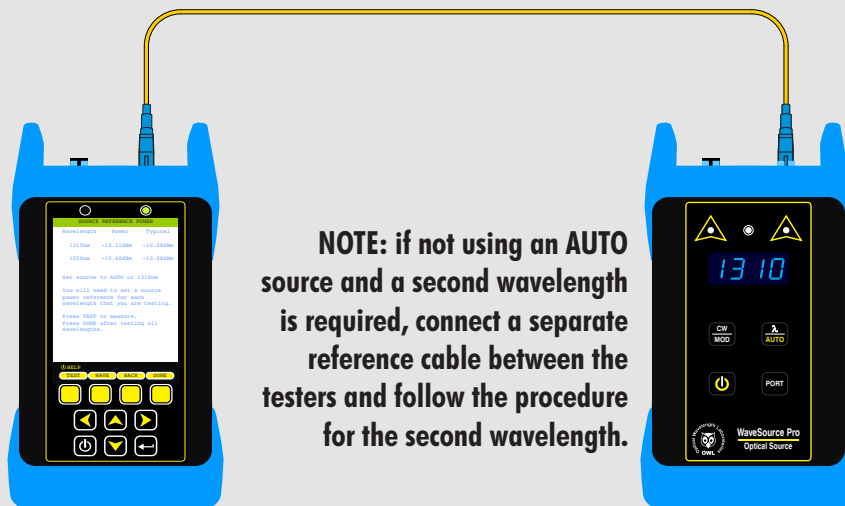 SOURCE REFERENCE POWER
Wavelength Power Typical
1310nm -10.21dBm -10.00dBm
1550nm -10.60dBm -10.00dBm
Set source to AUTO or 1310nm
You will need to set a source
power reference for each
wavelength that you are testing.
Press TEST to measure.
Press DONE after testing all
wavelengths.
HELP
TEST WAVE BACK DONE
NOTE: if not using an AUTO
source and a second wavelength
is required, connect a separate
reference cable between the
testers and follow the procedure
for the second wavelength.
1310
CW
MOD
λ
AUTO
PORT
Optical Wavelength Laboratories
OWL
WaveSource Pro
Optical Source